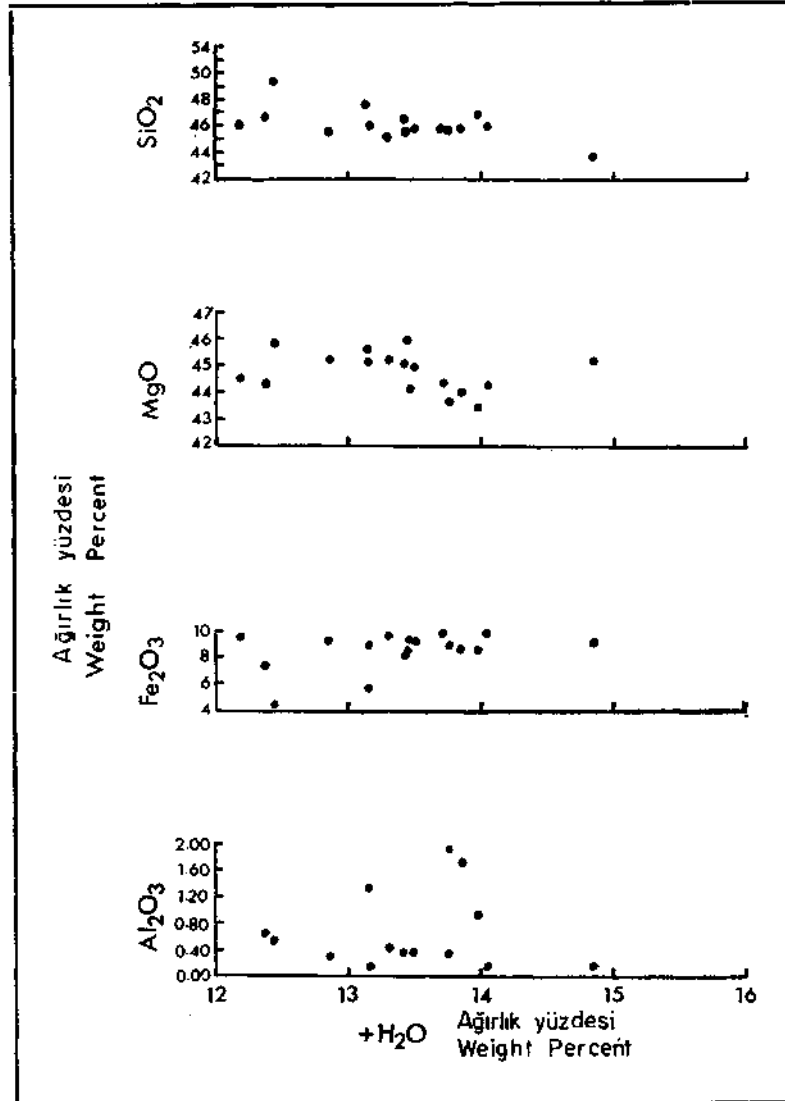 54
50
48
46
44
42
SiO₂
47
46
45
44
43
42
MgO
Ağırlık yüzdesi
Weight Percent
10
8
6
4
Fe₂O₃
2.00
1.60
1.20
0.80
0.40
0.00
Al₂O₃
12 13 14 15 16
+H₂O
Ağırlık yüzdesi
Weight Percent